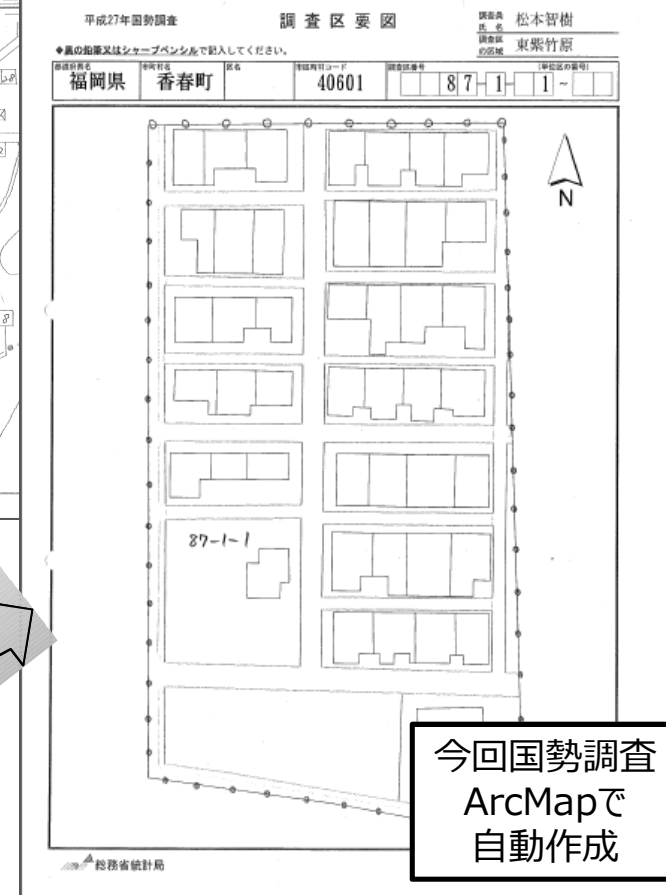 平成27年国勢調査
調査区要図
調査員氏名 松本智樹
調査区の区域 東紫竹原
◆黒の鉛筆又はシャープペンシルで記入してください。
都道府県名 福岡県
市町村名 香春町
区名
市区町村コード 40601
調査区番号 (単位区の番号)
87-1-1 1~
N
87-1-1
総務省統計局
今回国勢調査
ArcMapで
自動作成
8